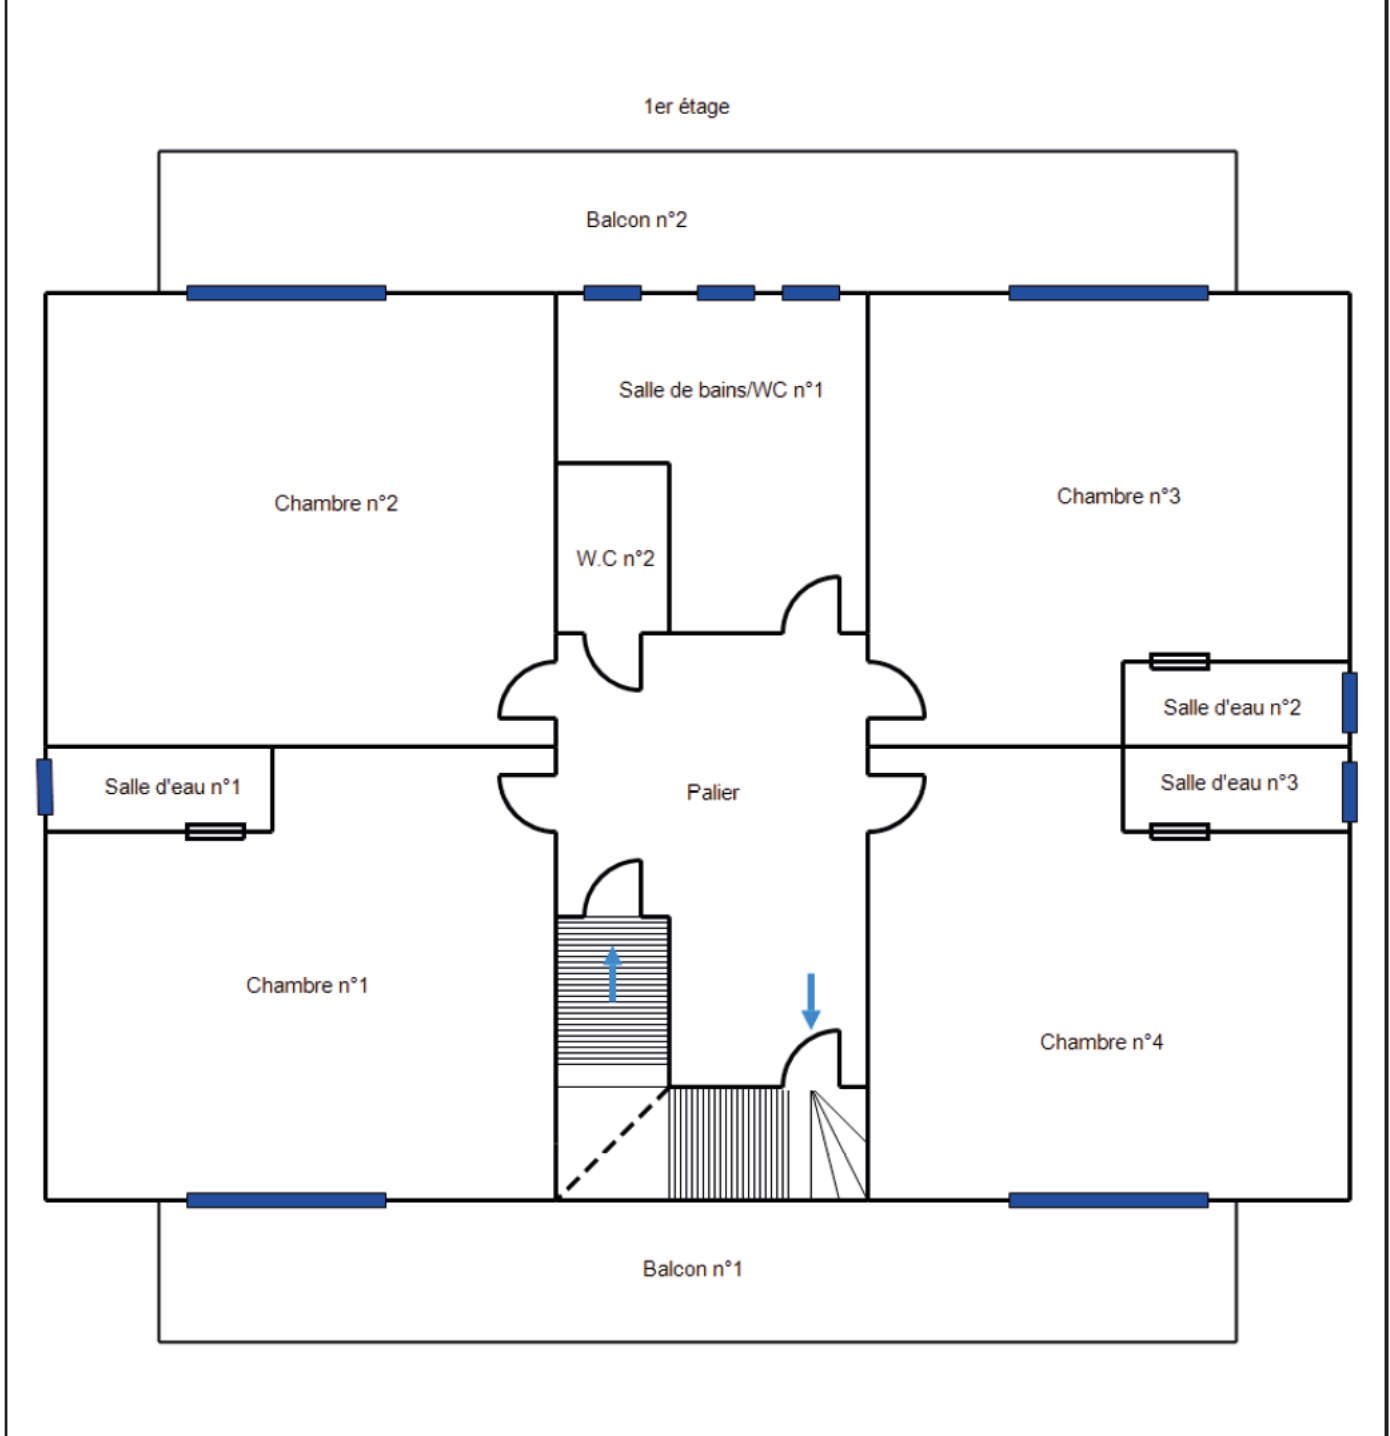 1er étage
Balcon n°2
Salle de bains/WC n°1
Chambre n°2
Chambre n°3
W.C n°2
Salle d'eau n°2
Salle d'eau n°1
Palier
Salle d'eau n°3
Chambre n°1
Chambre n°4
Balcon n°1